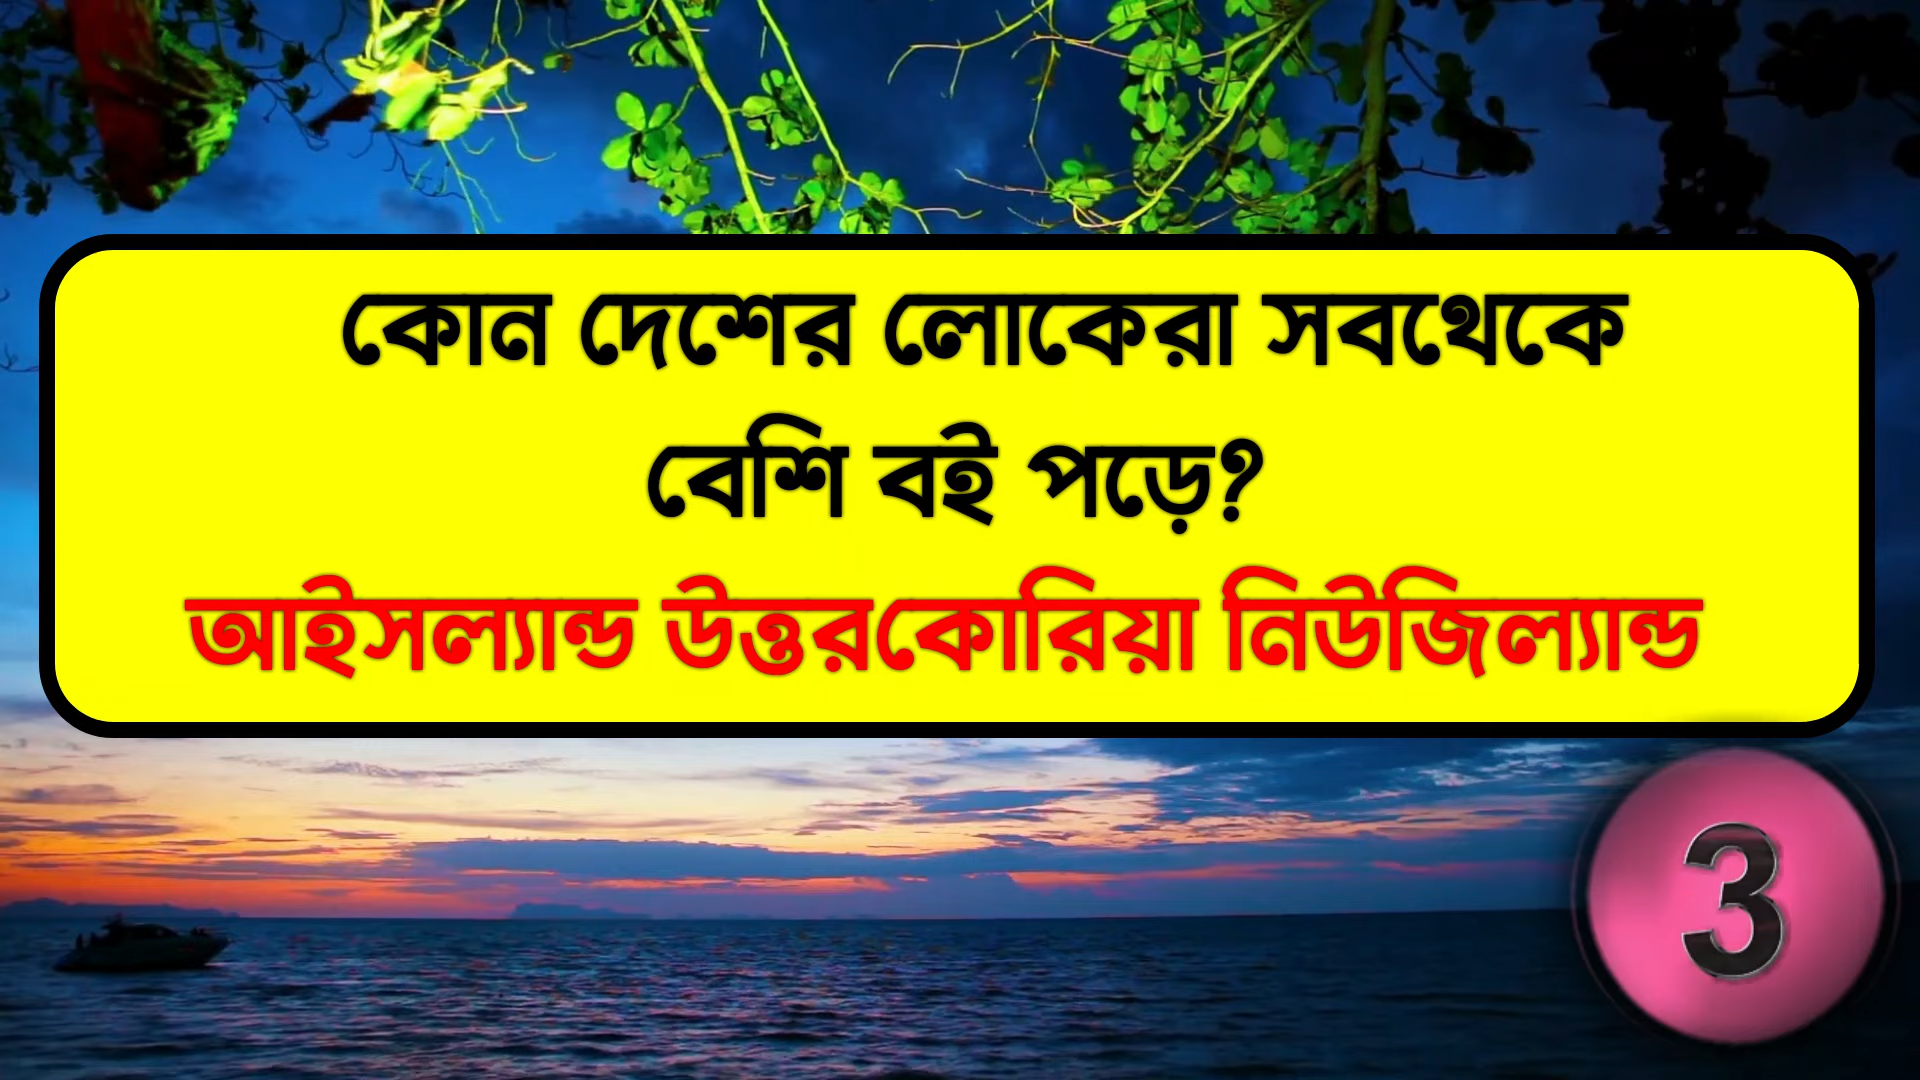 কোন দেশের লোকেরা সবথেকে
বেশি বই পড়ে?
আইসল্যান্ড উত্তরকোরিয়া নিউজিল্যান্ড
3